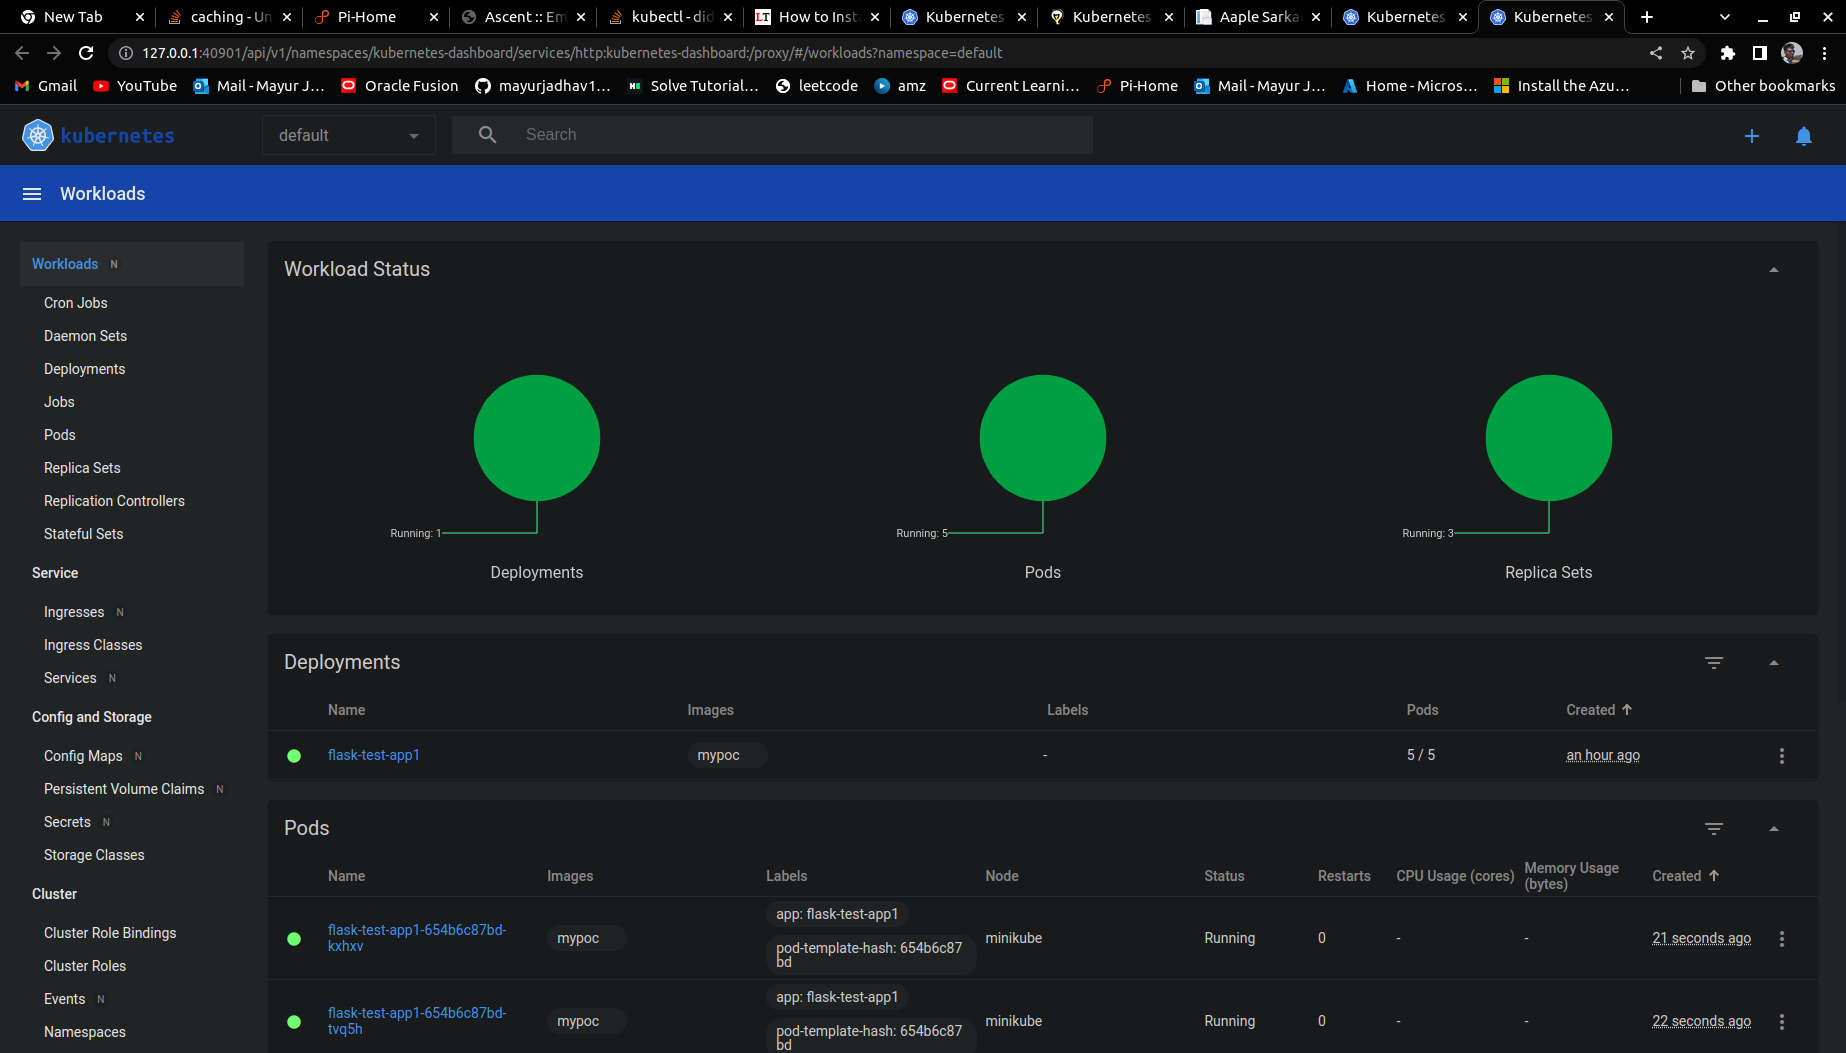 New Tab
caching - Un
Pi-Home
Ascent :: Em
kubectl - did
LT How to Insta
Kubernetes
Kubernetes
Aaple Sarka
Kubernetes
Kubernetes
127.0.0.1:40901/api/v1/namespaces/kubernetes-dashboard/services/http:kubernetes-dashboard:/proxy/#/workloads?namespace=default
Gmail
YouTube
Mail - Mayur J...
Oracle Fusion
mayurjadhav1...
Solve Tutorial...
leetcode
amz
Current Learni...
Pi-Home
Mail - Mayur J...
Home - Micros...
Install the Azu...
Other bookmarks
kubernetes
default
Search
Workloads
Workloads N
Cron Jobs
Daemon Sets
Deployments
Jobs
Pods
Replica Sets
Replication Controllers
Stateful Sets
Service
Ingresses N
Ingress Classes
Services N
Config and Storage
Config Maps N
Persistent Volume Claims N
Secrets N
Storage Classes
Cluster
Cluster Role Bindings
Cluster Roles
Events N
Namespaces
Workload Status
Running: 1
Deployments
Running: 5
Pods
Running: 3
Replica Sets
Deployments
Name Images Labels Pods Created
flask-test-app1 mypoc - 5 / 5 an hour ago
Pods
Name Images Labels Node Status Restarts CPU Usage (cores) Memory Usage
(bytes) Created
flask-test-app1-654b6c87bd-
kxhxv
mypoc
app: flask-test-app1
pod-template-hash: 654b6c87
bd
minikube Running 0 - - 21 seconds ago
flask-test-app1-654b6c87bd-
tvq5h
mypoc
app: flask-test-app1
pod-template-hash: 654b6c87
bd
minikube Running 0 - - 22 seconds ago